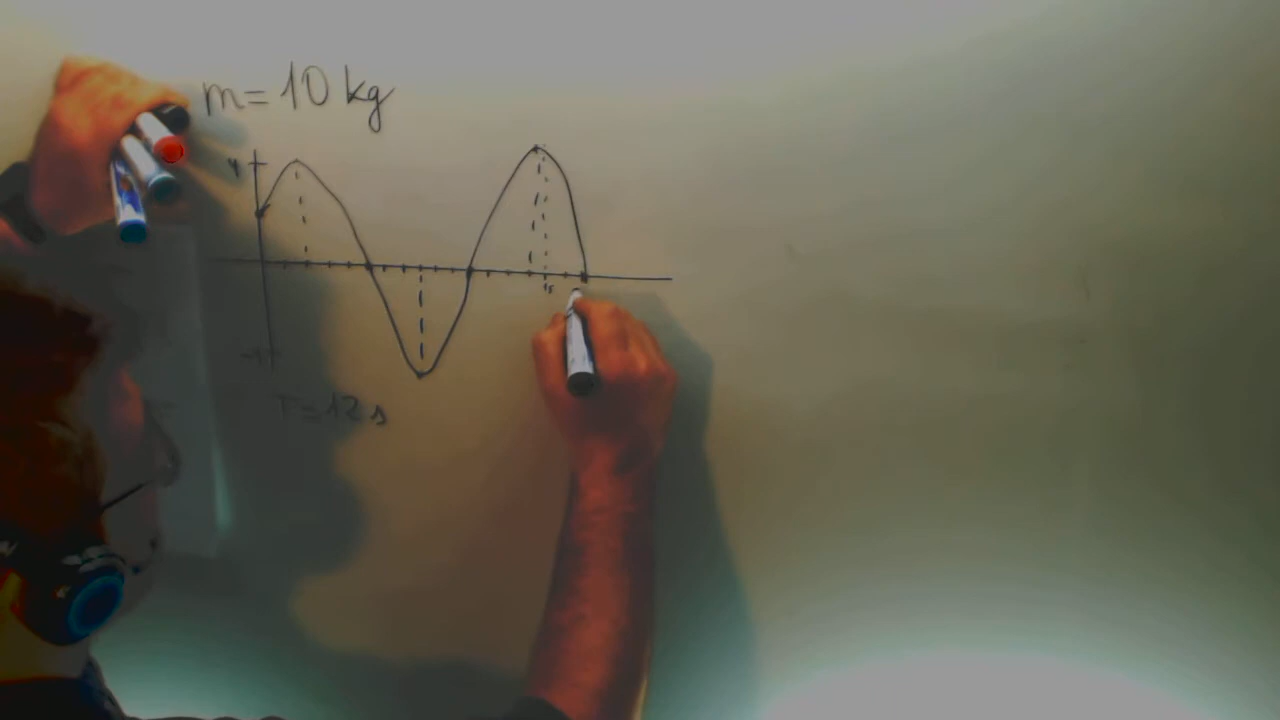 m = 10 kg
T = 12 s